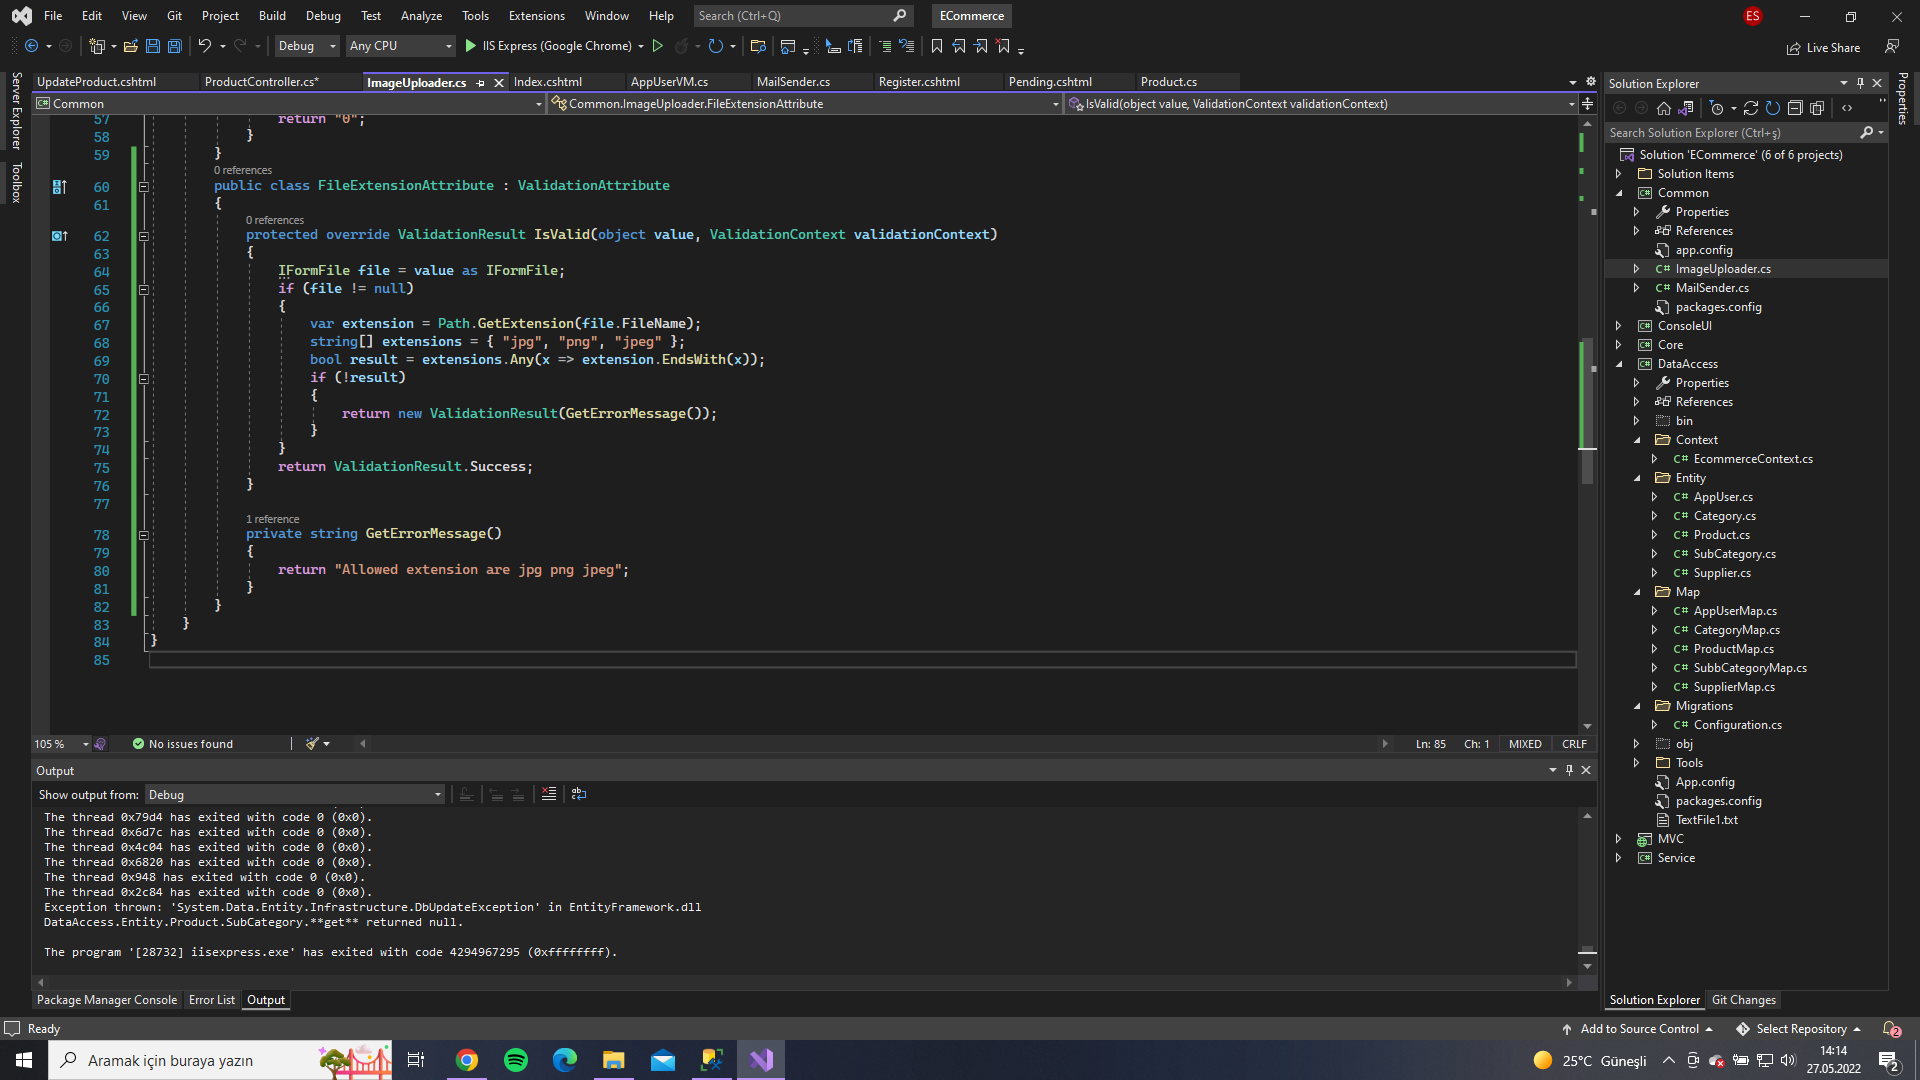 File Edit View Git Project Build Debug Test Analyze Tools Extensions Window Help Search (Ctrl+Q) ECommerce ES
Debug Any CPU IIS Express (Google Chrome) Live Share
UpdateProduct.cshtml ProductController.cs* ImageUploader.cs Index.cshtml AppUserVM.cs MailSender.cs Register.cshtml Pending.cshtml Product.cs
Common Common.ImageUploader.FileExtensionAttribute IsValid(object value, ValidationContext validationContext)
Server Explorer
Toolbox
57 return "0";
58 }
59 }
0 references
60 public class FileExtensionAttribute : ValidationAttribute
61 {
0 references
62 protected override ValidationResult IsValid(object value, ValidationContext validationContext)
63 {
64 IFormFile file = value as IFormFile;
65 if (file != null)
66 {
67 var extension = Path.GetExtension(file.FileName);
68 string[] extensions = { "jpg", "png", "jpeg" };
69 bool result = extensions.Any(x => extension.EndsWith(x));
70 if (!result)
71 {
72 return new ValidationResult(GetErrorMessage());
73 }
74 }
75 return ValidationResult.Success;
76 }
77
1 reference
78 private string GetErrorMessage()
79 {
80 return "Allowed extension are jpg png jpeg";
81 }
82 }
83 }
84 }
85
105 % No issues found Ln: 85 Ch: 1 MIXED CRLF
Output
Show output from: Debug
The thread 0x79d4 has exited with code 0 (0x0).
The thread 0x6d7c has exited with code 0 (0x0).
The thread 0x4c04 has exited with code 0 (0x0).
The thread 0x6820 has exited with code 0 (0x0).
The thread 0x948 has exited with code 0 (0x0).
The thread 0x2c84 has exited with code 0 (0x0).
Exception thrown: 'System.Data.Entity.Infrastructure.DbUpdateException' in EntityFramework.dll
DataAccess.Entity.Product.SubCategory.**get** returned null.
The program '[28732] iisexpress.exe' has exited with code 4294967295 (0xffffffff).
Package Manager Console Error List Output
Solution Explorer
Search Solution Explorer (Ctrl+ş)
Solution 'ECommerce' (6 of 6 projects)
Solution Items
C# Common
Properties
References
app.config
C# ImageUploader.cs
C# MailSender.cs
packages.config
C# ConsoleUI
C# Core
C# DataAccess
Properties
References
bin
Context
C# EcommerceContext.cs
Entity
C# AppUser.cs
C# Category.cs
C# Product.cs
C# SubCategory.cs
C# Supplier.cs
Map
C# AppUserMap.cs
C# CategoryMap.cs
C# ProductMap.cs
C# SubbCategoryMap.cs
C# SupplierMap.cs
Migrations
C# Configuration.cs
obj
Tools
App.config
packages.config
TextFile1.txt
MVC
C# Service
Solution Explorer Git Changes
Properties
Ready Add to Source Control Select Repository 2
Aramak için buraya yazın 25°C Güneşli 14:14
27.05.2022 2